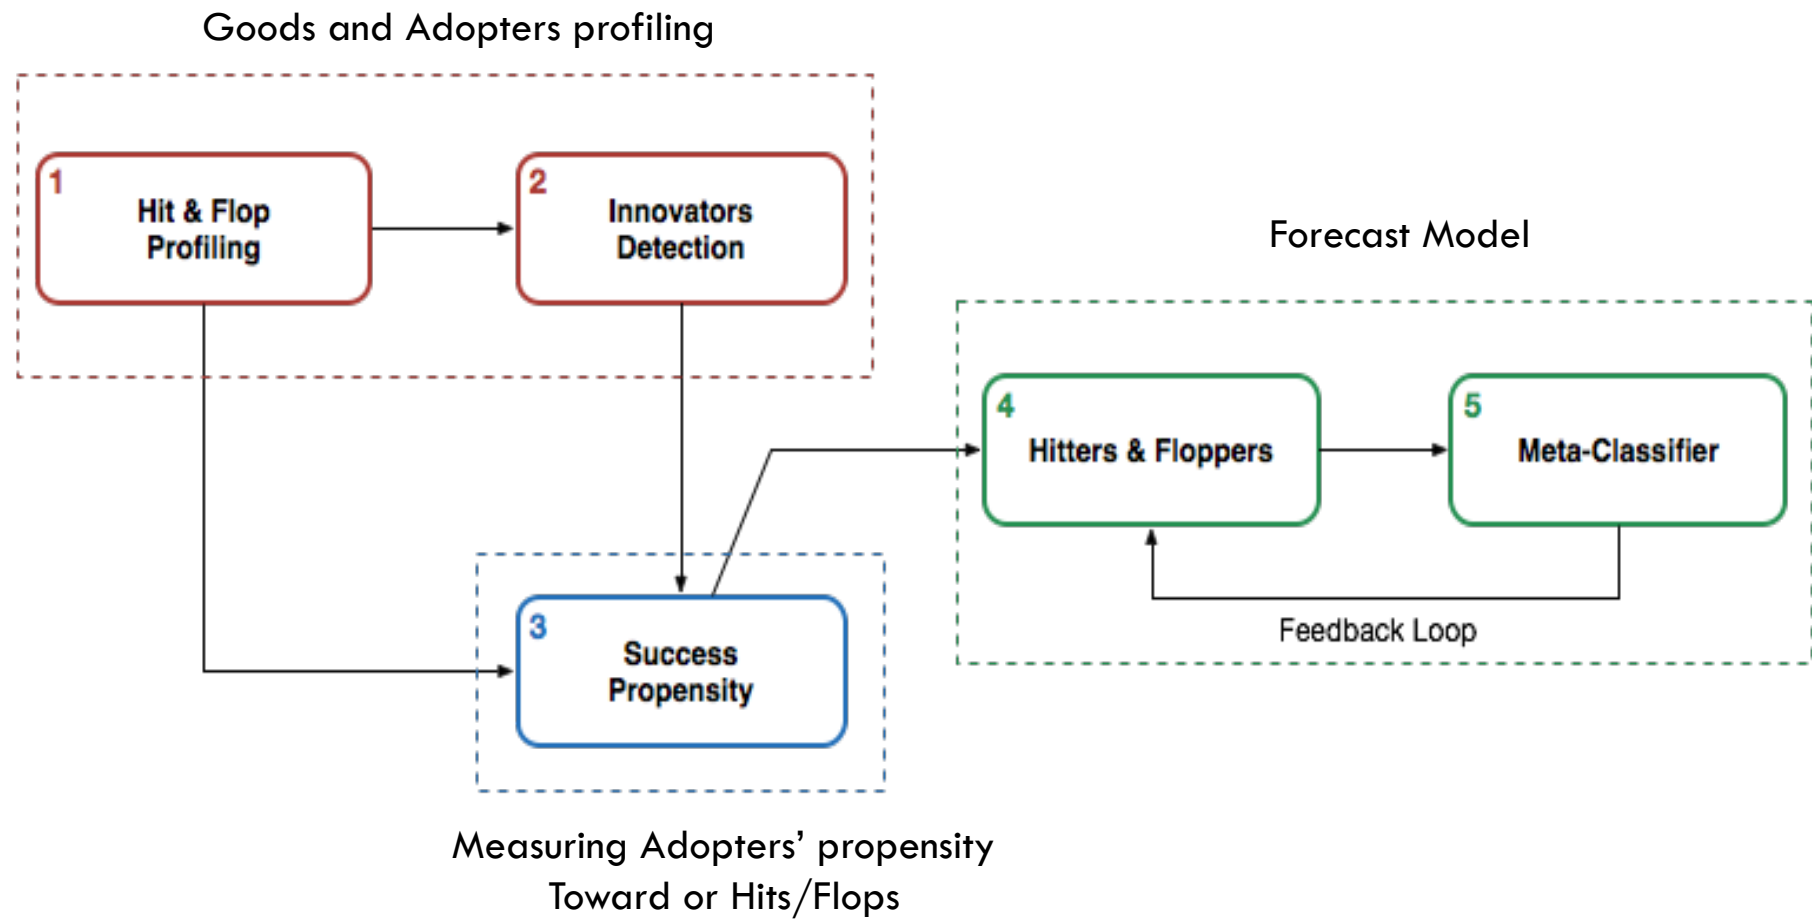 Goods and Adopters profiling
1
Hit & Flop
Profiling
2
Innovators
Detection
Forecast Model
4
Hitters & Floppers
5
Meta-Classifier
Feedback Loop
3
Success
Propensity
Measuring Adopters’ propensity
Toward or Hits/Flops